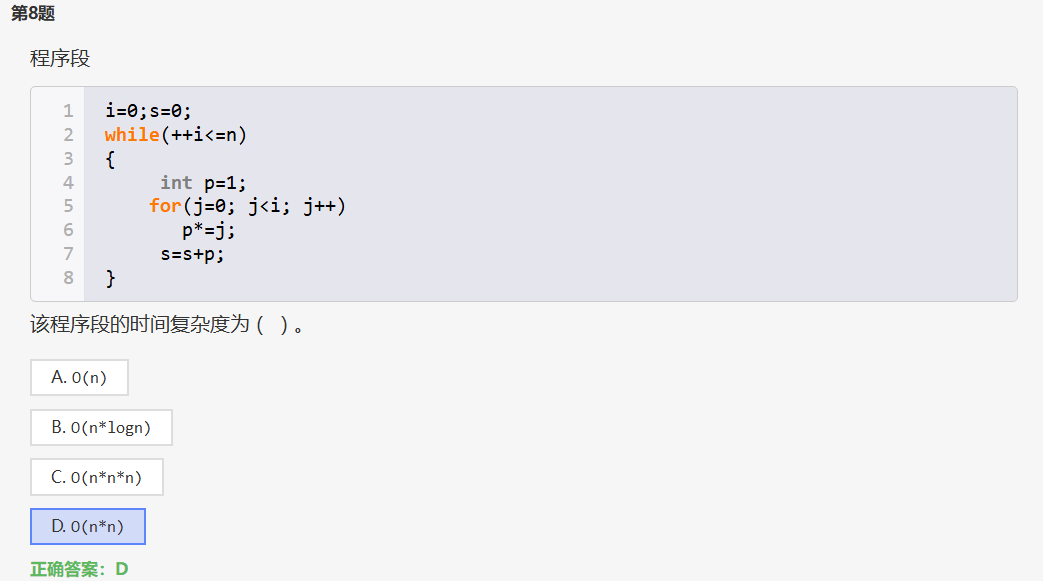 第8题
程序段
1 i=0;s=0;
2 while(++i<=n)
3 {
4 int p=1;
5 for(j=0; j<i; j++)
6 p*=j;
7 s=s+p;
8 }
该程序段的时间复杂度为 ( ) 。
A. O(n)
B. O(n*logn)
C. O(n*n*n)
D. O(n*n)
正确答案：D